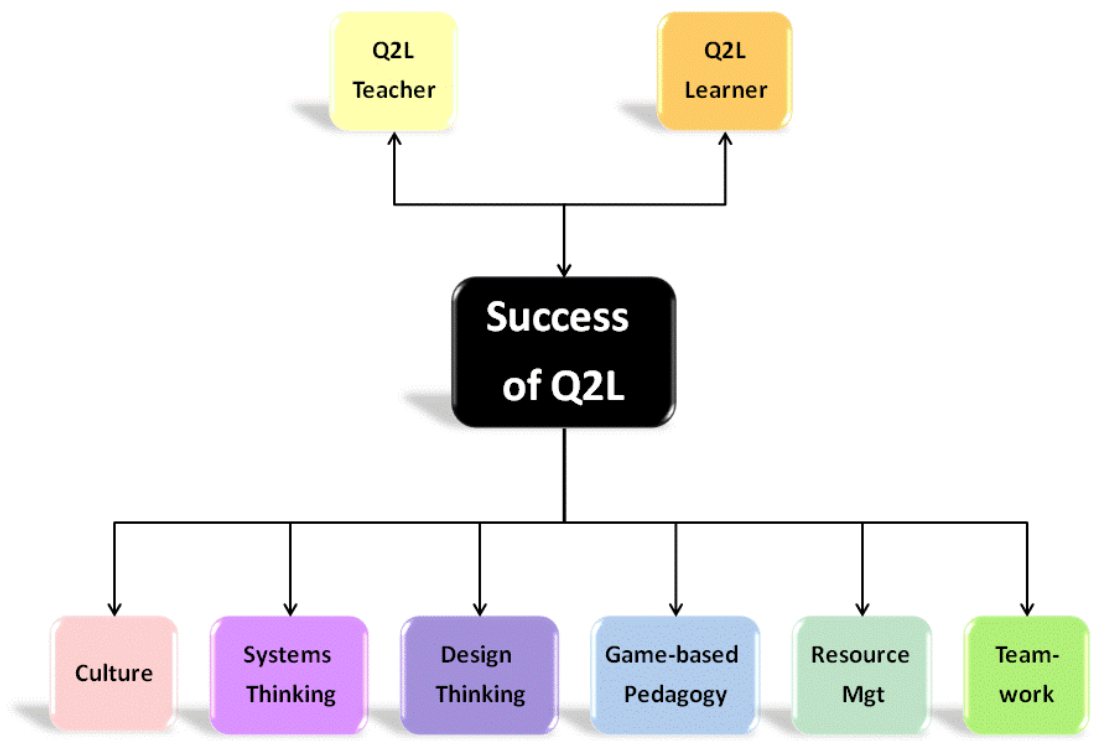 Q2L
Teacher
Q2L
Learner
Success
of Q2L
Culture
Systems
Thinking
Design
Thinking
Game-based
Pedagogy
Resource
Mgt
Team-
work